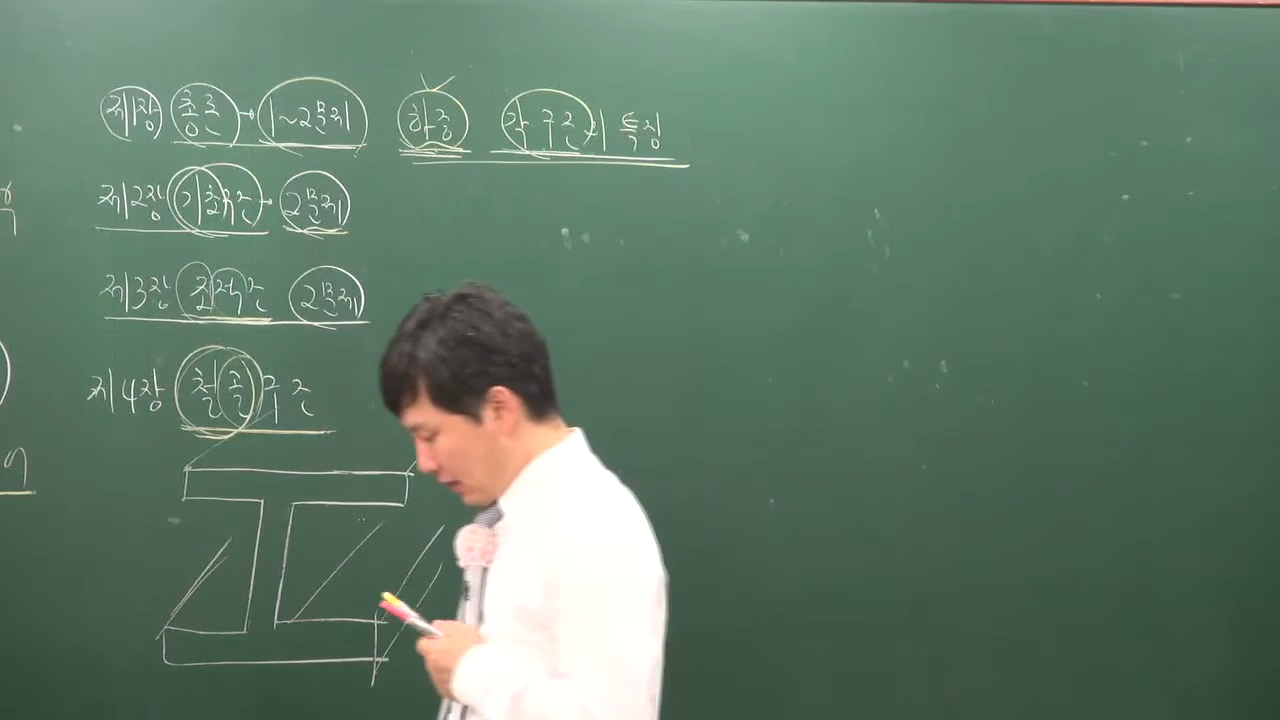 제1장 총론 → 1~2문제 하중 각 구조의 특징
제2장 기초구조 → 2문제
제3장 조적구조 2문제
제4장 철골구조